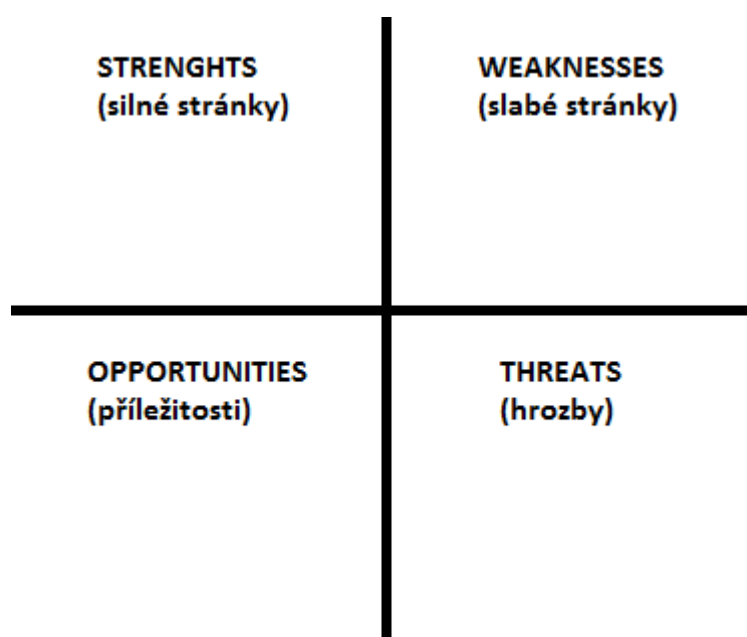 STRENGHTS
(silné stránky)
WEAKNESSES
(slabé stránky)
OPPORTUNITIES
(příležitosti)
THREATS
(hrozby)